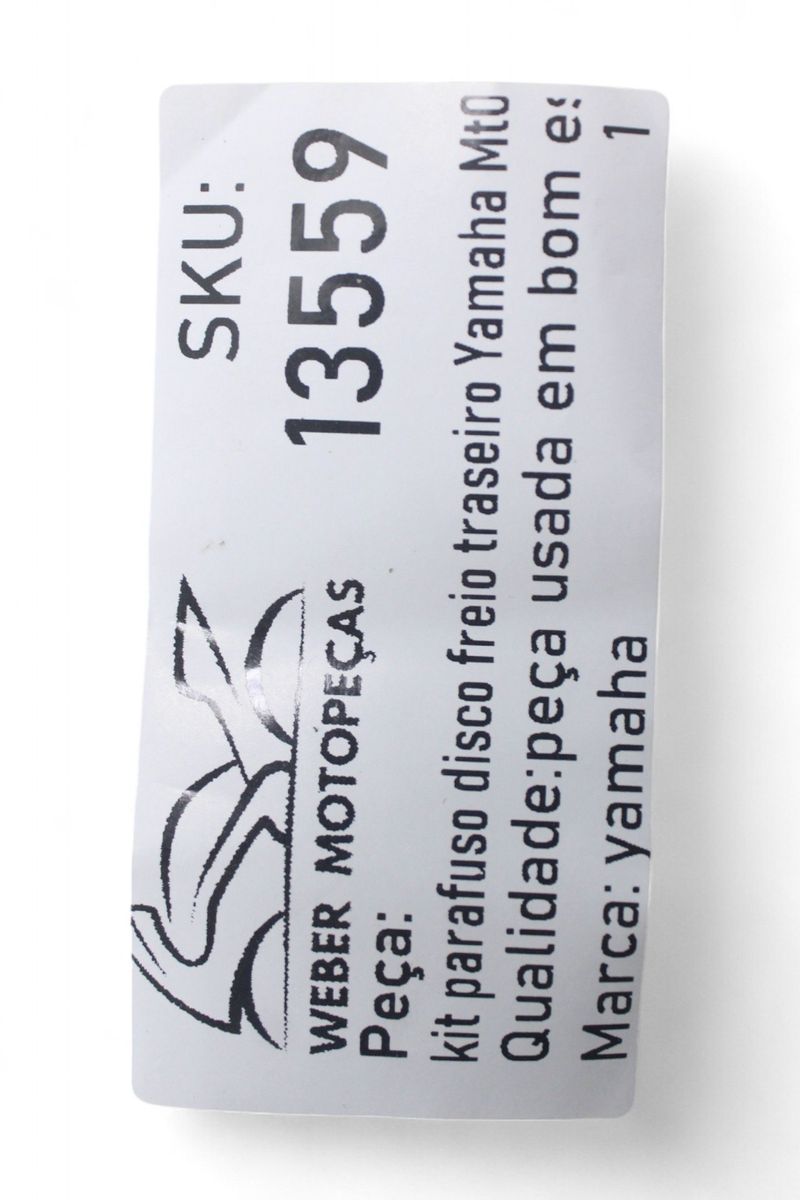 SKU:
13559
WEBER MOTOPEÇAS
Peça:
kit parafuso disco freio traseiro Yamaha Mt0
Qualidade:peça usada em bom es
Marca: yamaha 1